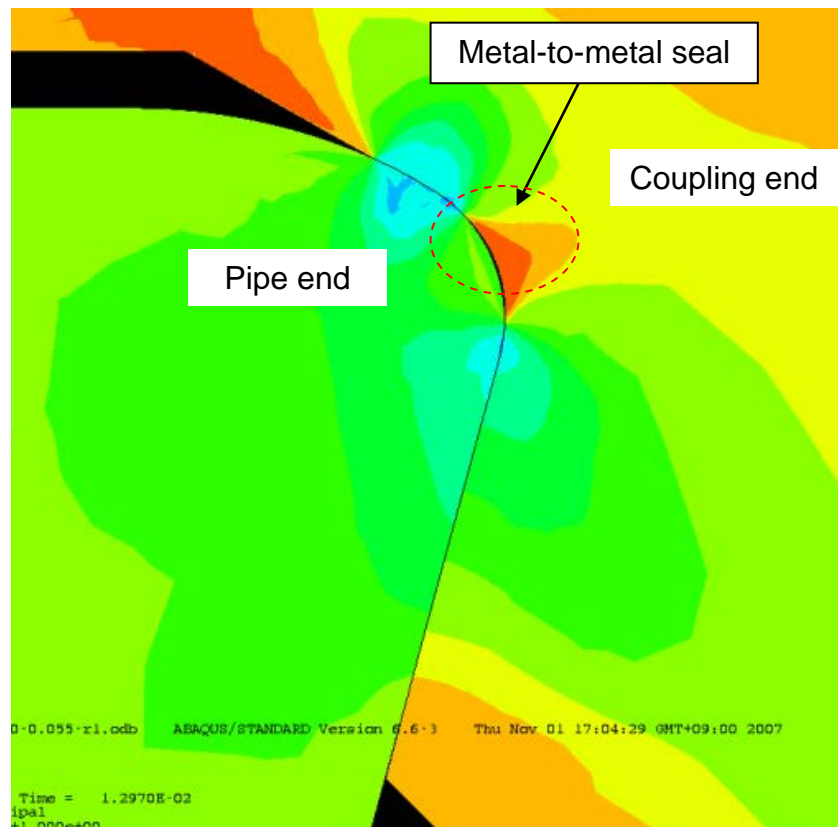 Metal-to-metal seal
Coupling end
Pipe end
0-0.055-r1.odb ABAQUS/STANDARD Version 6.6-3 Thu Nov 01 17:04:29 GMT+09:00 2007
Time = 1.2970E-02
ipal